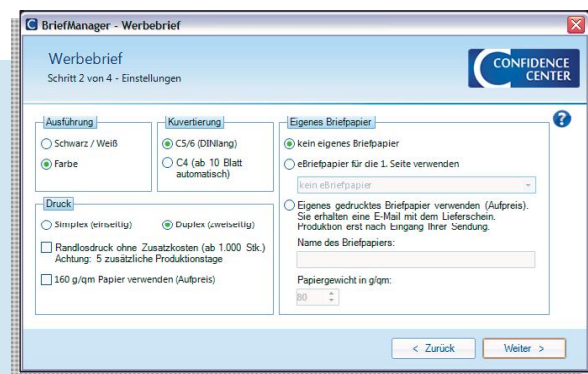 BriefManager - Werbebrief
Werbebrief
Schritt 2 von 4 - Einstellungen
CONFIDENCE
CENTER
Ausführung
Schwarz / Weiß
Farbe
Kuvertierung
C5/6 (DINlang)
C4 (ab 10 Blatt
automatisch)
Druck
Simplex (einseitig)
Duplex (zweiseitig)
Randlosdruck ohne Zusatzkosten (ab 1.000 Stk.)
Achtung: 5 zusätzliche Produktionstage
160 g/qm Papier verwenden (Aufpreis)
Eigenes Briefpapier
kein eigenes Briefpapier
eBriefpapier für die 1. Seite verwenden
kein eBriefpapier
Eigenes gedrucktes Briefpapier verwenden (Aufpreis).
Sie erhalten eine E-Mail mit dem Lieferschein.
Produktion erst nach Eingang Ihrer Sendung.
Name des Briefpapiers:
Papiergewicht in g/qm:
80
?
< Zurück
Weiter >